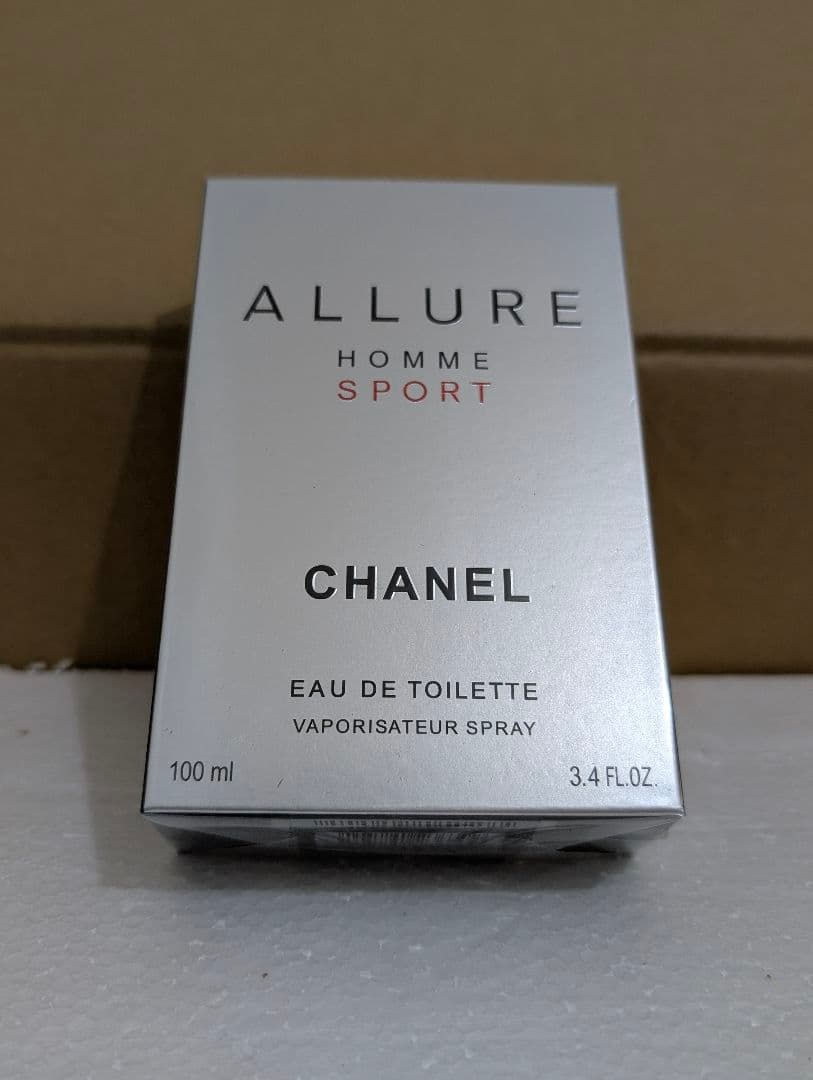 ALLURE
HOMME
SPORT
CHANEL
EAU DE TOILETTE
VAPORISATEUR SPRAY
100 ml
3.4 FL.OZ.